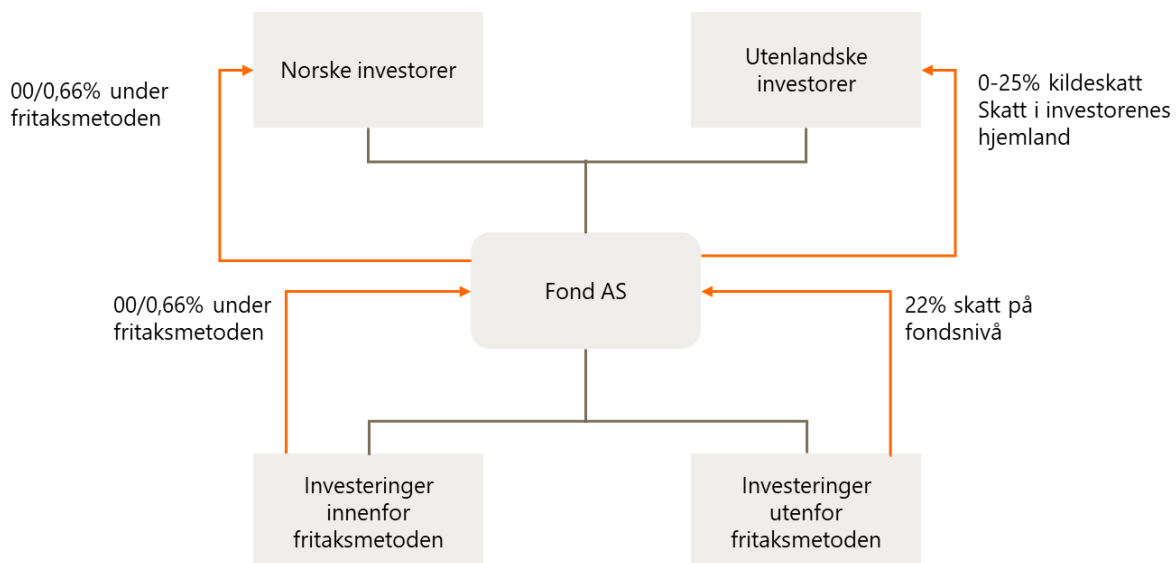 Norske investorer
Utenlandske
investorer
00/0,66% under
fritaksmetoden
0-25% kildeskatt
Skatt i investorenes
hjemland
Fond AS
00/0,66% under
fritaksmetoden
22% skatt på
fondsnivå
Investeringer
innenfor
fritaksmetoden
Investeringer
utenfor
fritaksmetoden